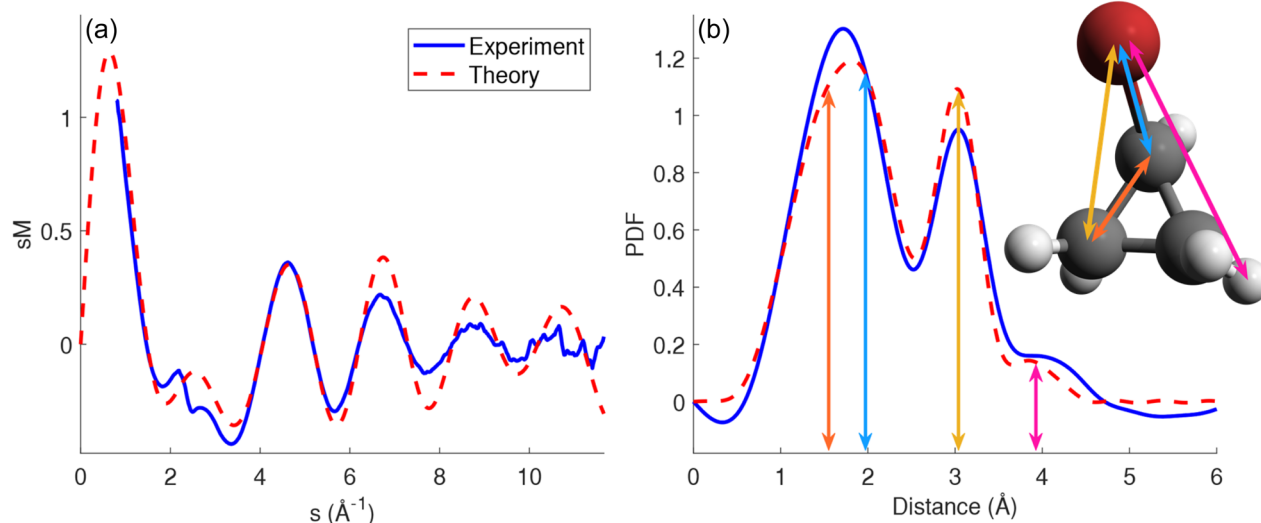 (a)
Experiment
Theory
sM
1
0.5
0
0 2 4 6 8 10
s (Å⁻¹)
(b)
PDF
1.2
1
0.8
0.6
0.4
0.2
0
0 1 2 3 4 5 6
Distance (Å)